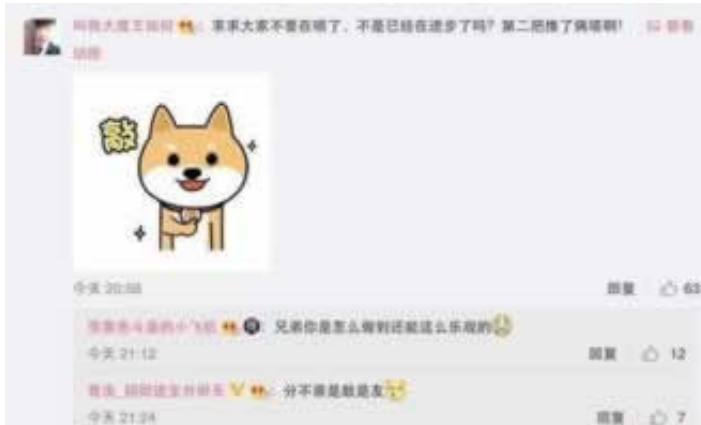 求求大家不要在喷了，不是已经在进步了吗？第二把推了俩塔啊！ 查看
敲
今天 20:58 回复 63
兄弟你是怎么做到还能这么乐观的
今天 21:12 回复 12
分不清是敌是友
今天 21:24 回复 7